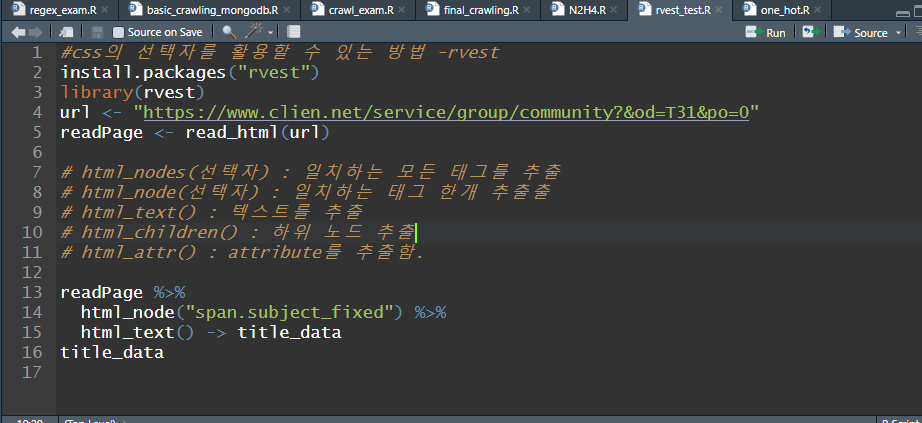 regex_exam.R
basic_crawling_mongodb.R
crawl_exam.R
final_crawling.R
N2H4.R
rvest_test.R
one_hot.R
Source on Save
Run
Source
1 #css의 선택자를 활용할 수 있는 방법 -rvest
2 install.packages("rvest")
3 library(rvest)
4 url <- "https://www.clien.net/service/group/community?&od=T31&po=0"
5 readPage <- read_html(url)
6
7 # html_nodes(선택자) : 일치하는 모든 태그를 추출
8 # html_node(선택자) : 일치하는 태그 한개 추출출
9 # html_text() : 텍스트를 추출
10 # html_children() : 하위 노드 추출
11 # html_attr() : attribute를 추출함.
12
13 readPage %>%
14 html_node("span.subject_fixed") %>%
15 html_text() -> title_data
16 title_data
17